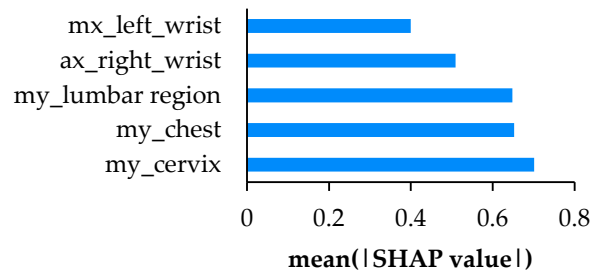 mx_left_wrist
ax_right_wrist
my_lumbar region
my_chest
my_cervix
0 0.2 0.4 0.6 0.8
mean(|SHAP value|)